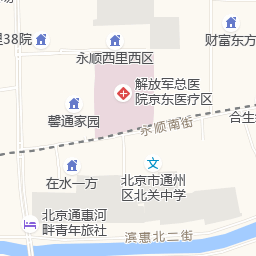 里38院
财富东方
永顺西里西区
解放军总医
院京东医疗区
馨通家园
合生
永顺南街
在水一方
北京市通州
区北关中学
北京通惠河
畔青年旅社
滨惠北二街